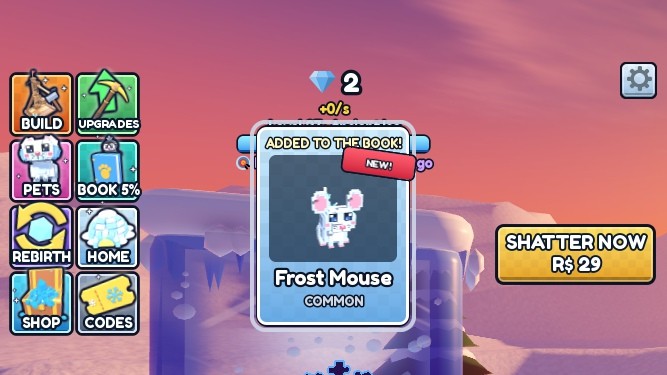 2
+0/s
BUILD
UPGRADES
ADDED TO THE BOOK!
NEW!
go
PETS
BOOK 5%
REBIRTH
HOME
SHATTER NOW
R$ 29
Frost Mouse
COMMON
SHOP
CODES